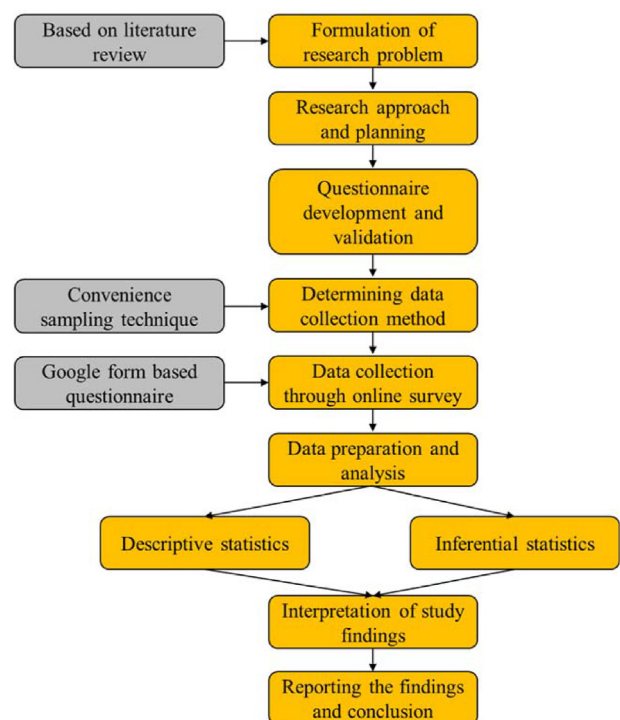 Based on literature
review
Formulation of
research problem
Research approach
and planning
Questionnaire
development and
validation
Convenience
sampling technique
Determining data
collection method
Google form based
questionnaire
Data collection
through online survey
Data preparation and
analysis
Descriptive statistics
Inferential statistics
Interpretation of study
findings
Reporting the findings
and conclusion